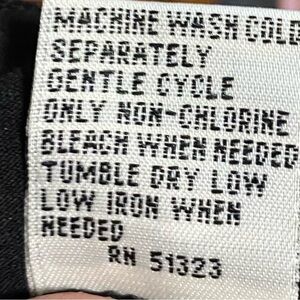 MACHINE WASH COLD
SEPARATELY
GENTLE CYCLE
ONLY NON-CHLORINE
BLEACH WHEN NEEDED
TUMBLE DRY LOW
LOW IRON WHEN
NEEDED
RN 51323